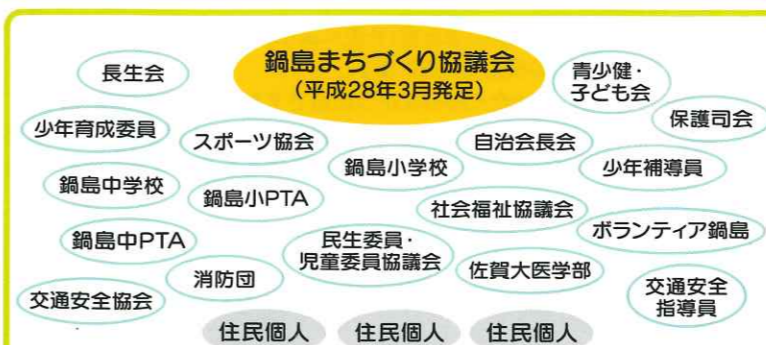 鍋島まちづくり協議会
(平成28年3月発足)
長生会
青少健・
子ども会
保護司会
少年育成委員
スポーツ協会
自治会長会
鍋島小学校
少年補導員
鍋島中学校
鍋島小PTA
社会福祉協議会
ボランティア鍋島
鍋島中PTA
民生委員・
児童委員協議会
消防団
佐賀大医学部
交通安全協会
交通安全
指導員
住民個人
住民個人
住民個人